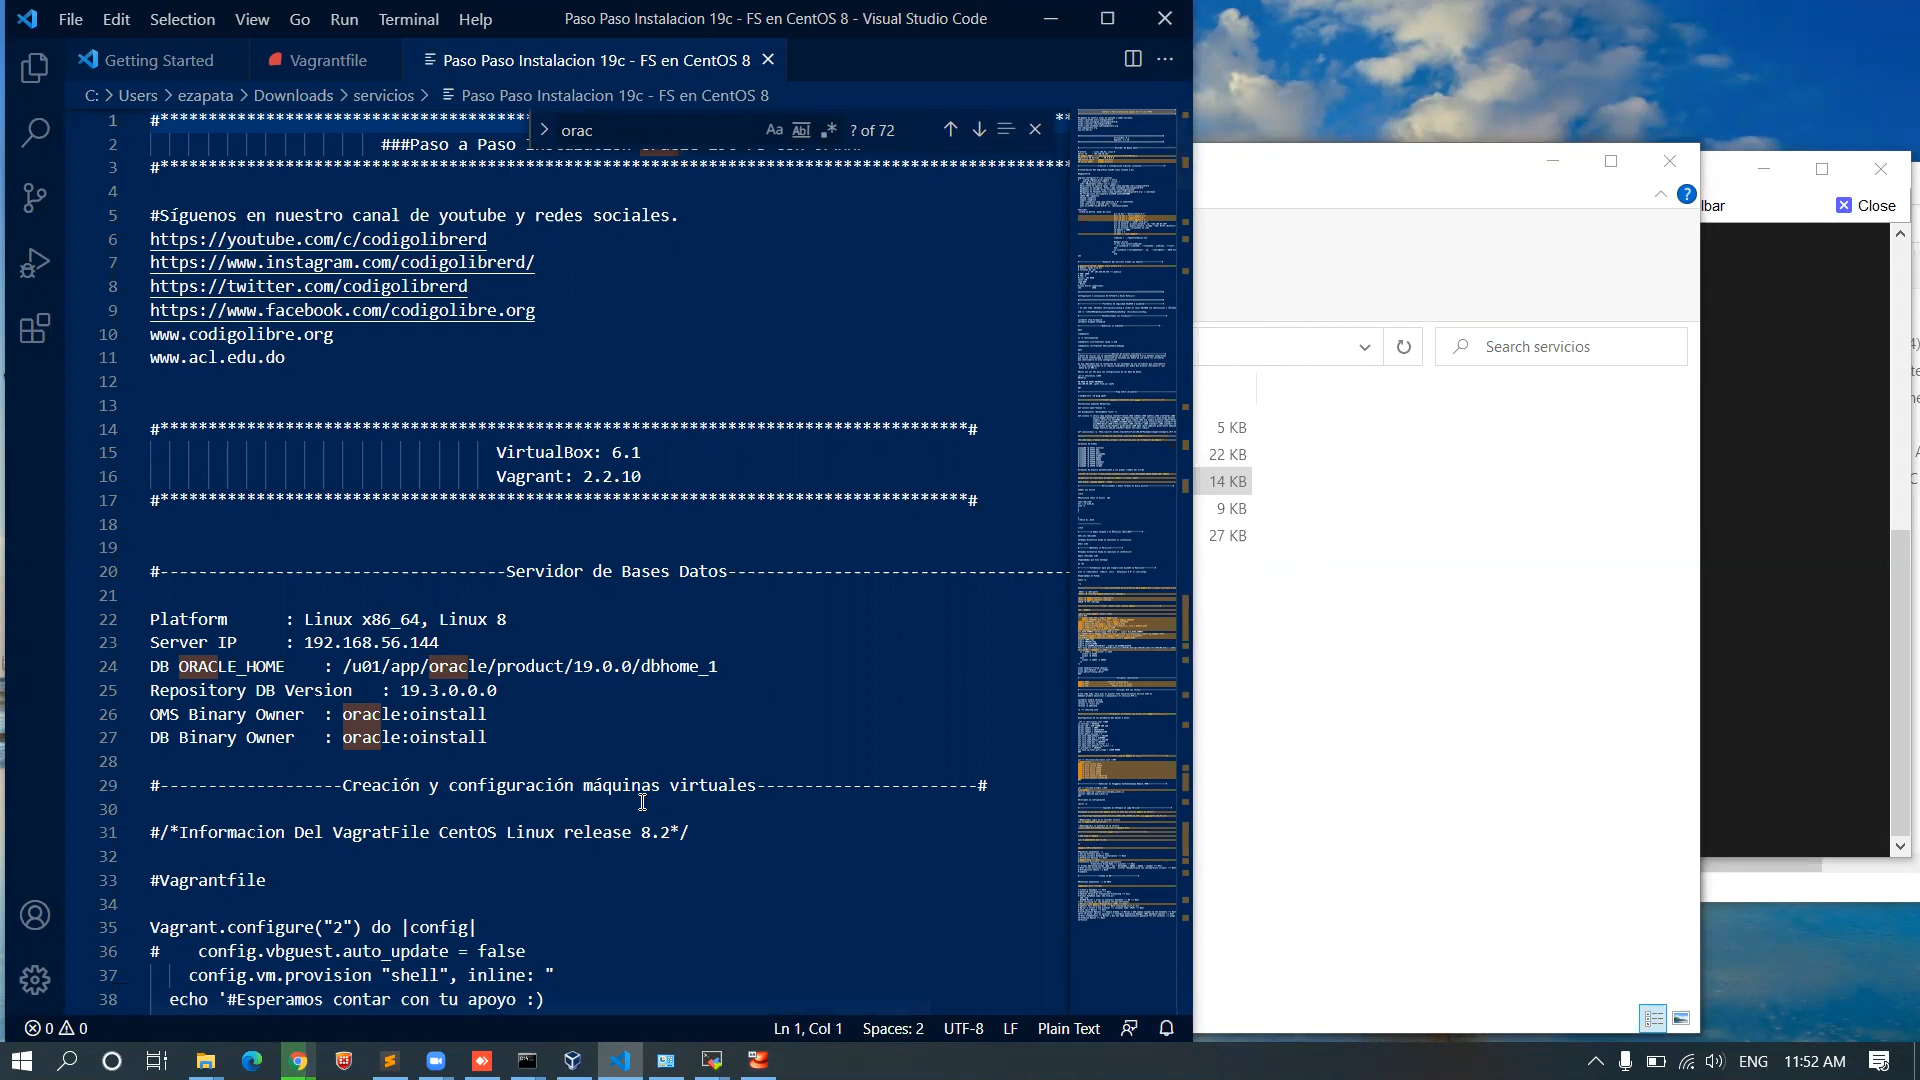 File Edit Selection View Go Run Terminal Help Paso Paso Instalacion 19c - FS en CentOS 8 - Visual Studio Code
Getting Started Vagrantfile Paso Paso Instalacion 19c - FS en CentOS 8
C: > Users > ezapata > Downloads > servicios > Paso Paso Instalacion 19c - FS en CentOS 8
orac Aa Abl ? of 72
1
2 ###Paso a Paso
3
4
5 #Síguenos en nuestro canal de youtube y redes sociales.
6 https://youtube.com/c/codigolibrerd
7 https://www.instagram.com/codigolibrerd/
8 https://twitter.com/codigolibrerd
9 https://www.facebook.com/codigolibre.org
10 www.codigolibre.org
11 www.acl.edu.do
12
13
14 #************************************************************************************#
15 VirtualBox: 6.1
16 Vagrant: 2.2.10
17 #************************************************************************************#
18
19
20 #------------------------------------Servidor de Bases Datos------------------------------------
21
22 Platform : Linux x86_64, Linux 8
23 Server IP : 192.168.56.144
24 DB ORACLE_HOME : /u01/app/oracle/product/19.0.0/dbhome_1
25 Repository DB Version : 19.3.0.0.0
26 OMS Binary Owner : oracle:oinstall
27 DB Binary Owner : oracle:oinstall
28
29 #-------------------Creación y configuración máquinas virtuales-----------------------#
30
31 #/*Informacion Del VagratFile CentOS Linux release 8.2*/
32
33 #Vagrantfile
34
35 Vagrant.configure("2") do |config|
36 # config.vbguest.auto_update = false
37 config.vm.provision "shell", inline: "
38 echo '#Esperamos contar con tu apoyo :)
0 0 Ln 1, Col 1 Spaces: 2 UTF-8 LF Plain Text
Search servicios
5 KB
22 KB
14 KB
9 KB
27 KB
lbar Close
ENG 11:52 AM